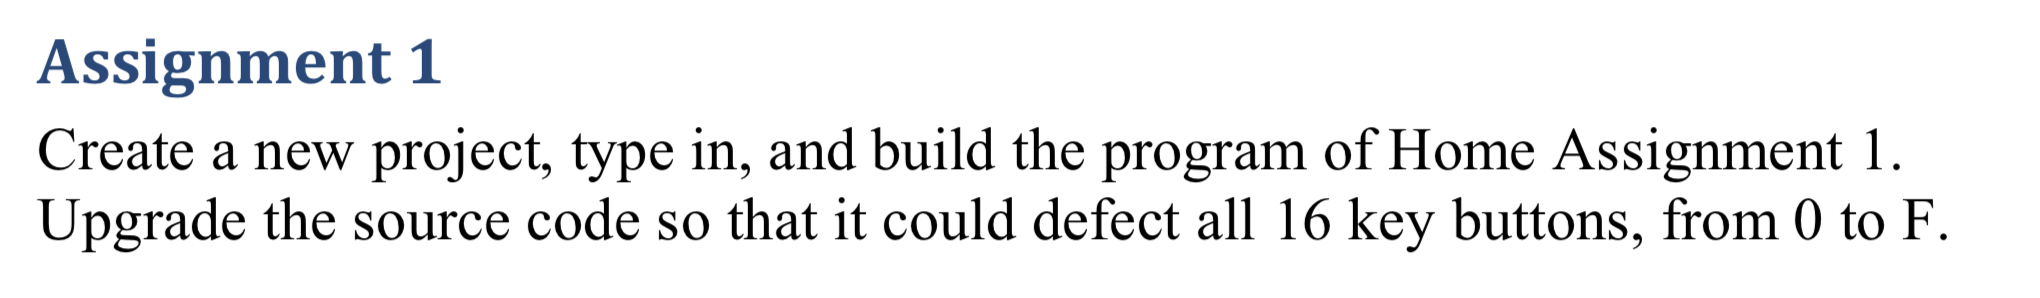 Assignment 1
Create a new project, type in, and build the program of Home Assignment 1.
Upgrade the source code so that it could defect all 16 key buttons, from 0 to F.